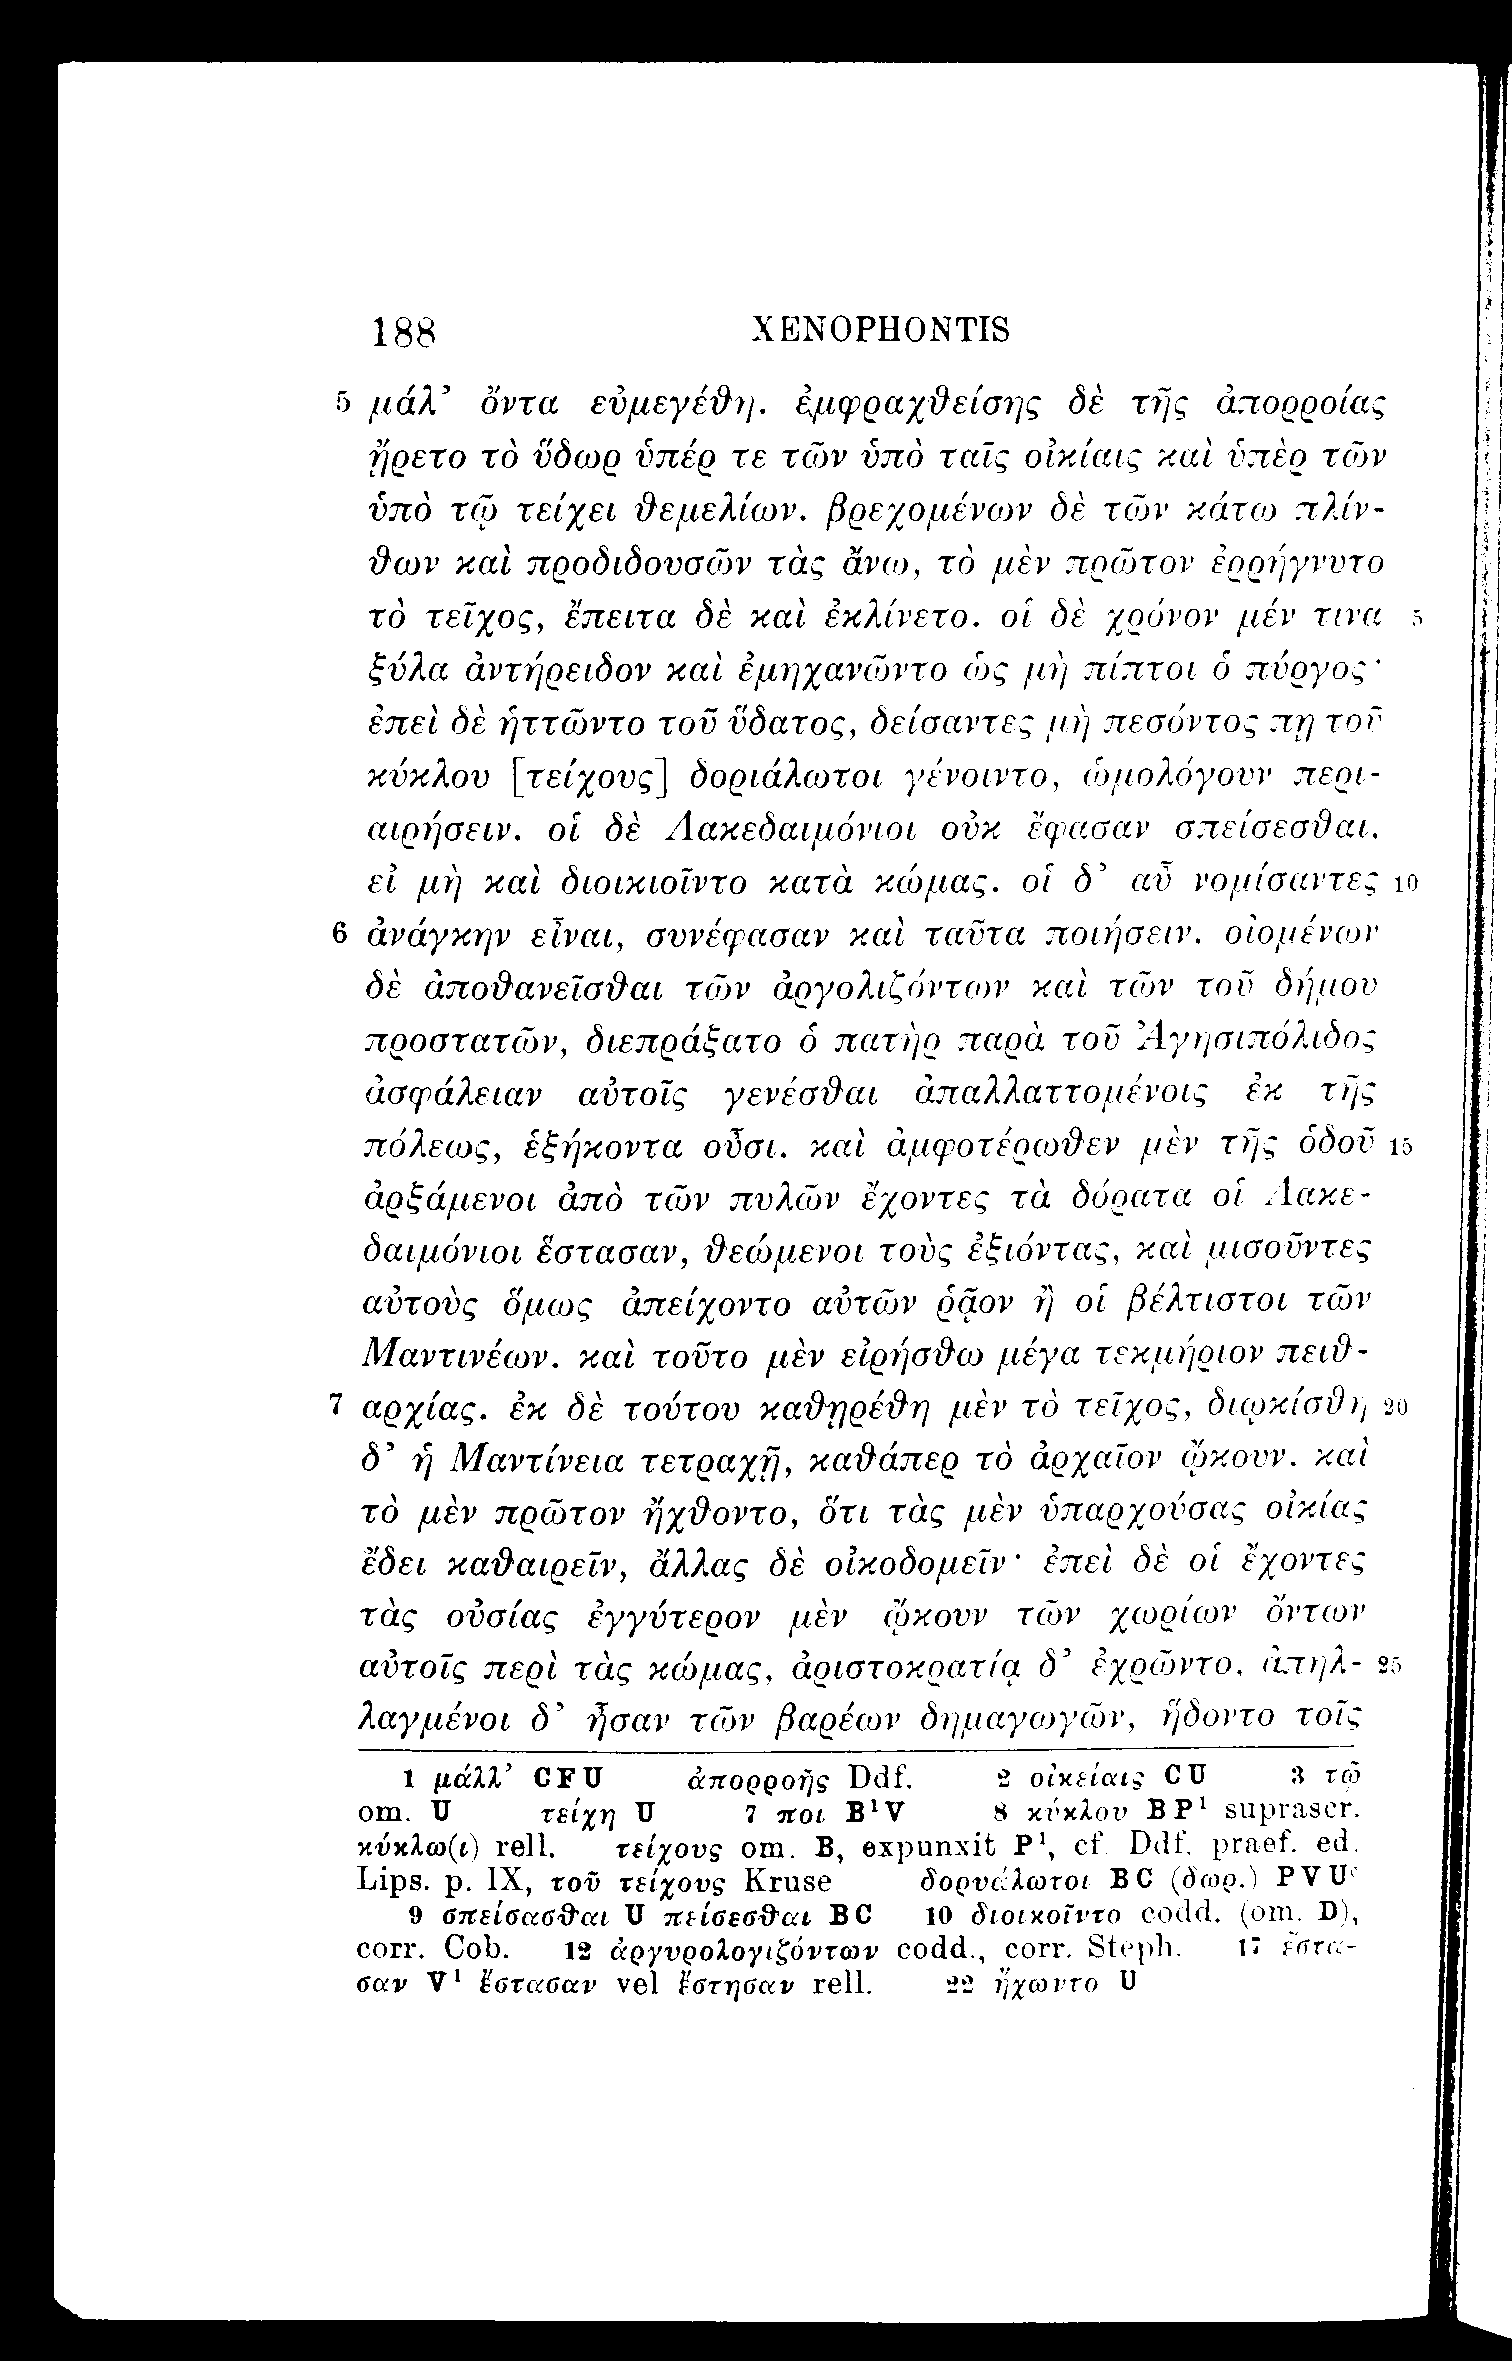 188 XENOPHONTIS
5 μάλ’ ὄντα εὐμεγέθη. ἐμφραχθείσης δὲ τῆς ἀπορροίας
ᾔρετο τὸ ὕδωρ ὑπέρ τε τῶν ὑπὸ ταῖς οἰκίαις καὶ ὑπὲρ τῶν
ὑπὸ τῷ τείχει θεμελίων. βρεχομένων δὲ τῶν κάτω πλίν-
θων καὶ προδιδουσῶν τὰς ἄνω, τὸ μὲν πρῶτον ἐρρήγνυτο
τὸ τεῖχος, ἔπειτα δὲ καὶ ἐκλίνετο. οἱ δὲ χρόνον μέν τινα 5
ξύλα ἀντήρειδον καὶ ἐμηχανῶντο ὡς μὴ πίπτοι ὁ πύργος·
ἐπεὶ δὲ ἡττῶντο τοῦ ὕδατος, δείσαντες μὴ πεσόντος πῃ τοῦ
κύκλου [τείχους] δοριάλωτοι γένοιντο, ὡμολόγουν περι-
αιρήσειν. οἱ δὲ Λακεδαιμόνιοι οὐκ ἔφασαν σπείσεσθαι,
εἰ μὴ καὶ διοικιοῖντο κατὰ κώμας. οἱ δ’ αὖ νομίσαντες 10
6 ἀνάγκην εἶναι, συνέφασαν καὶ ταῦτα ποιήσειν. οἰομένων
δὲ ἀποθανεῖσθαι τῶν ἀργολιζόντων καὶ τῶν τοῦ δήμου
προστατῶν, διεπράξατο ὁ πατὴρ παρὰ τοῦ Ἀγησιπόλιδος
ἀσφάλειαν αὐτοῖς γενέσθαι ἀπαλλαττομένοις ἐκ τῆς
πόλεως, ἑξήκοντα οὖσι. καὶ ἀμφοτέρωθεν μὲν τῆς ὁδοῦ 15
ἀρξάμενοι ἀπὸ τῶν πυλῶν ἔχοντες τὰ δόρατα οἱ Λακε-
δαιμόνιοι ἕστασαν, θεώμενοι τοὺς ἐξιόντας, καὶ μισοῦντες
αὐτοὺς ὅμως ἀπείχοντο αὐτῶν ῥᾷον ἢ οἱ βέλτιστοι τῶν
Μαντινέων. καὶ τοῦτο μὲν εἰρήσθω μέγα τεκμήριον πειθ-
7 αρχίας. ἐκ δὲ τούτου καθῃρέθη μὲν τὸ τεῖχος, διῳκίσθη 20
δ’ ἡ Μαντίνεια τετραχῇ, καθάπερ τὸ ἀρχαῖον ᾤκουν. καὶ
τὸ μὲν πρῶτον ἤχθοντο, ὅτι τὰς μὲν ὑπαρχούσας οἰκίας
ἔδει καθαιρεῖν, ἄλλας δὲ οἰκοδομεῖν· ἐπεὶ δὲ οἱ ἔχοντες
τὰς οὐσίας ἐγγύτερον μὲν ᾤκουν τῶν χωρίων ὄντων
αὐτοῖς περὶ τὰς κώμας, ἀριστοκρατίᾳ δ’ ἐχρῶντο, ἀπηλ- 25
λαγμένοι δ’ ἦσαν τῶν βαρέων δημαγωγῶν, ἥδοντο τοῖς
1 μάλλ’ CFU ἀπορροῆς Ddf. 2 οἰκείαις CU 3 τῷ
om. U τείχη U 7 ποι B¹V 8 κύκλου BP¹ suprascr.
κύκλω(ι) rell. τείχους om. B, expunxit P¹, cf. Ddf. praef. ed.
Lips. p. IX, τοῦ τείχους Kruse δορυάλωτοι BC (δωρ.) PVUᶜ
9 σπείσασθαι U πείσεσθαι BC 10 διοικοῖντο codd. (om. D),
corr. Cob. 12 ἀργυρολογιζόντων codd., corr. Steph. 17 ἕστα-
σαν V¹ ἔστασαν vel ἔστησαν rell. 22 ἤχωντο U